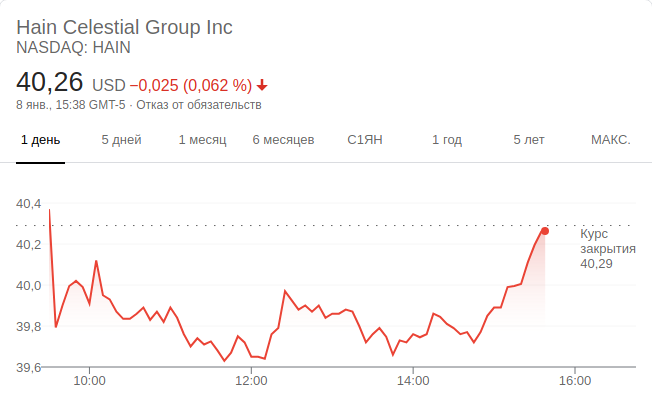 Hain Celestial Group Inc
NASDAQ: HAIN
40,26 USD −0,025 (0,062 %)
8 янв., 15:38 GMT-5 · Отказ от обязательств
1 день 5 дней 1 месяц 6 месяцев С1ЯН 1 год 5 лет МАКС.
40,4
40,2
40,0
39,8
39,6
Курс
закрытия
40,29
10:00 12:00 14:00 16:00